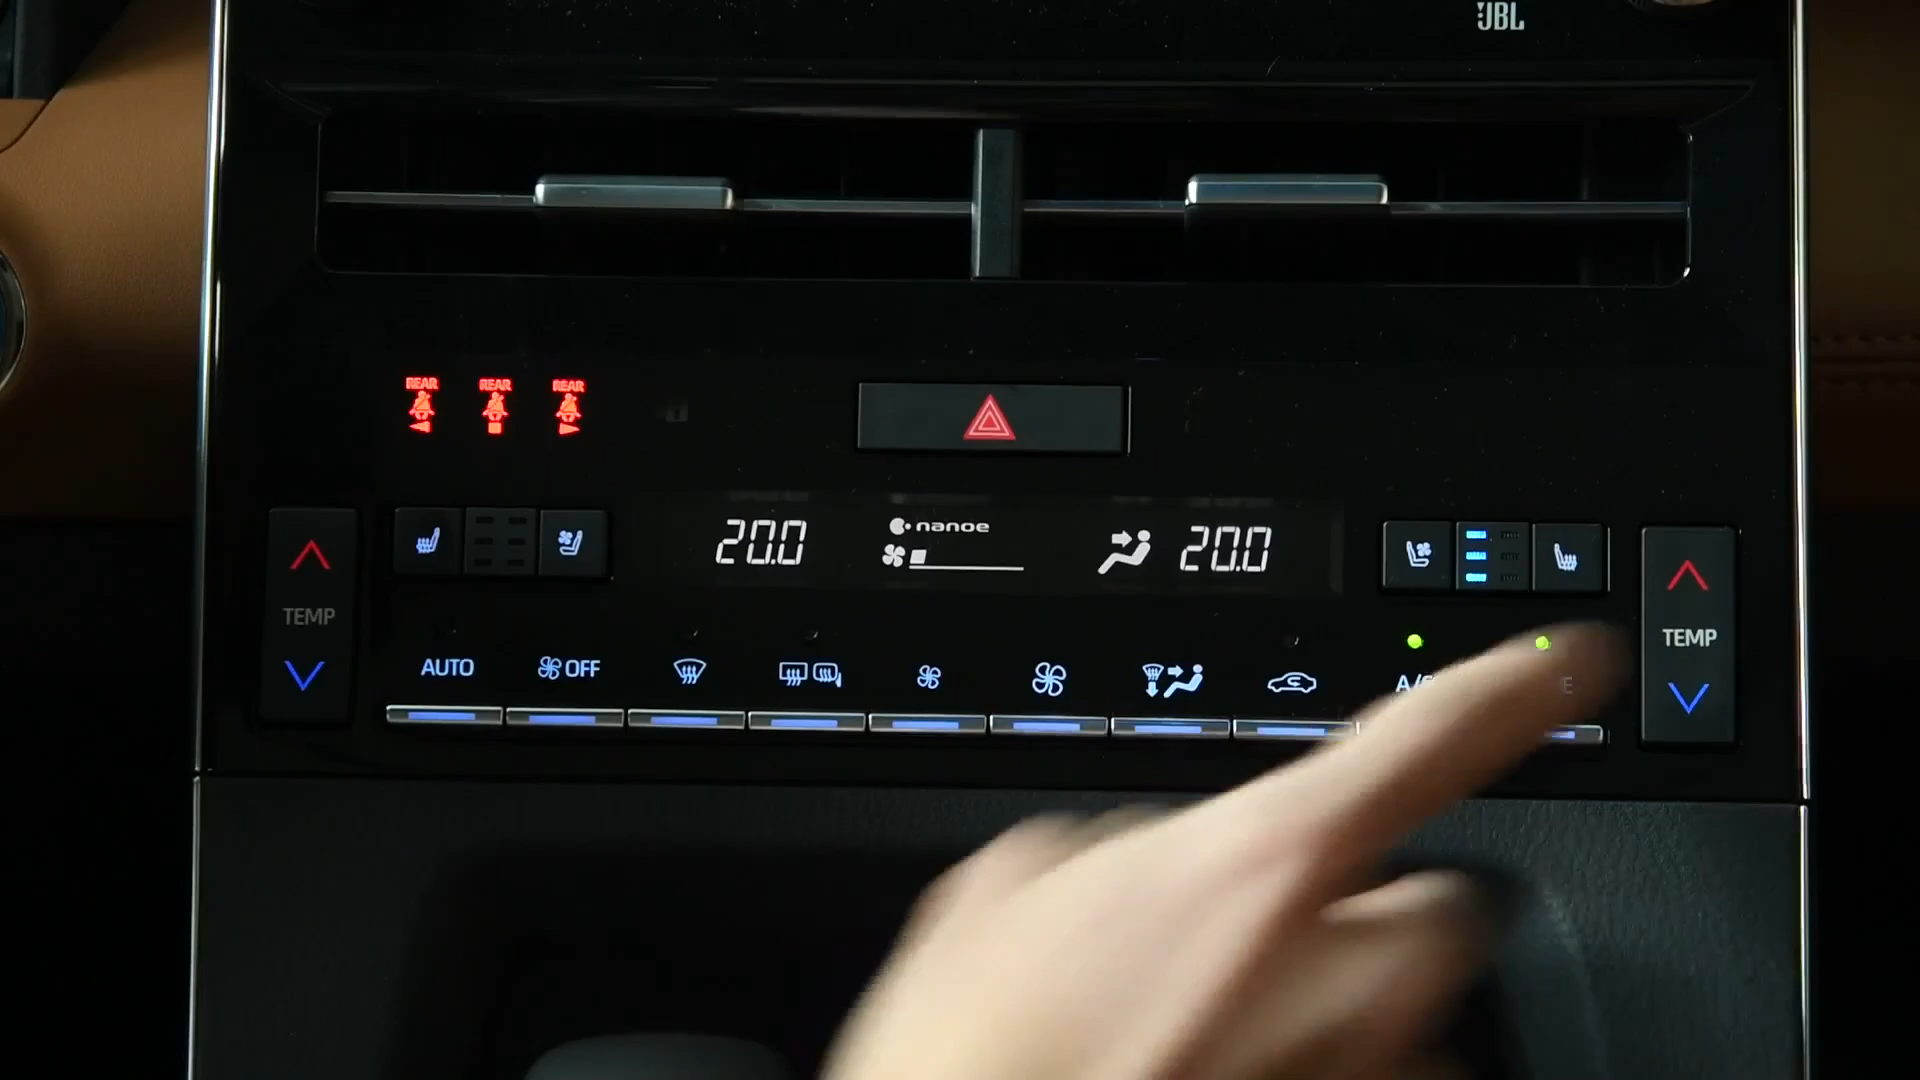 JBL
REAR REAR REAR
20.0 nanoe 20.0
TEMP
AUTO OFF
TEMP